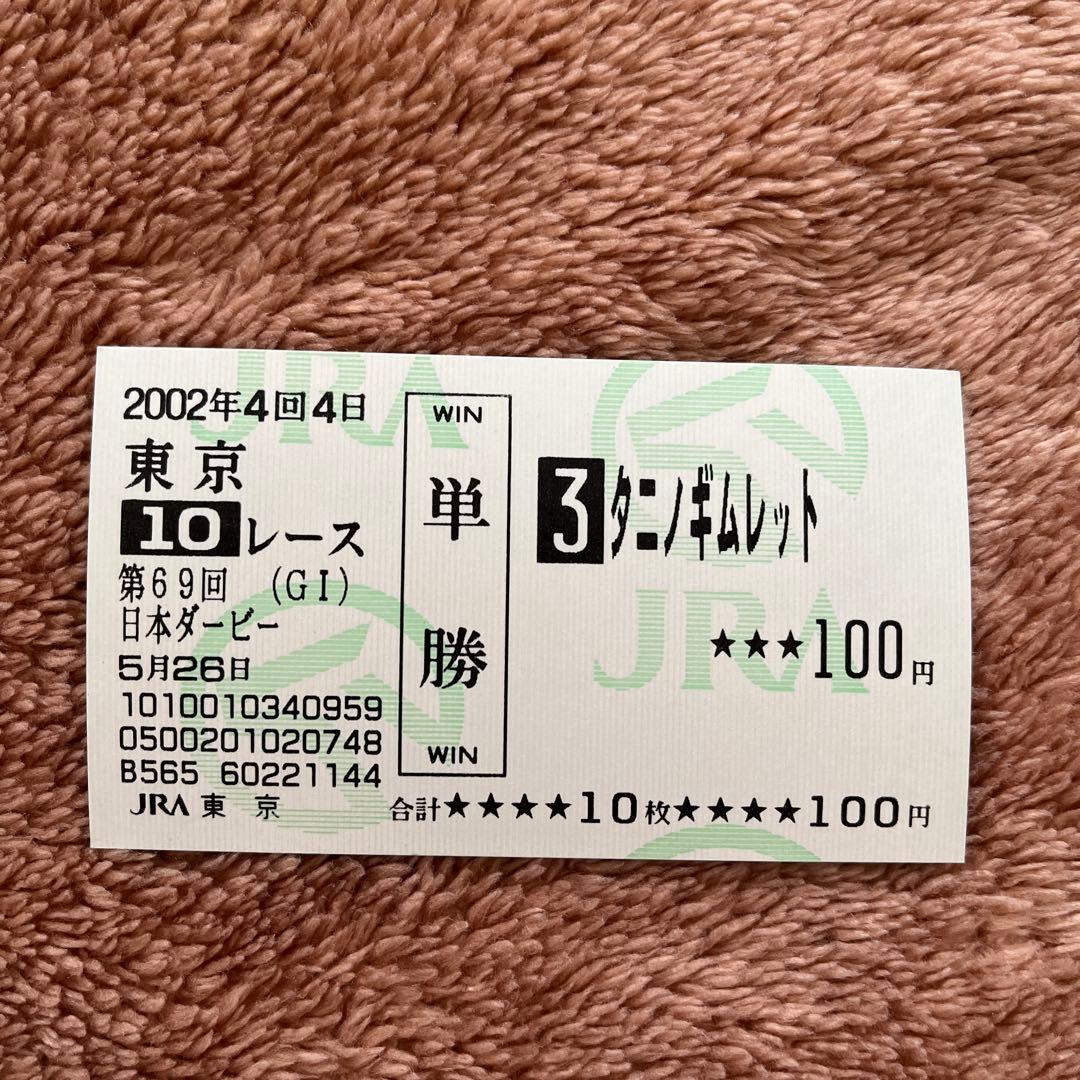 2002年4回4日
東京
10レース
第69回 (GI)
日本ダービー
5月26日
1010010340959
0500201020748
B565 60221144
JRA 東 京
WIN
単勝
WIN
3 タニノギムレット
★★★100円
合計★★★★10枚★★★★100円
JRA
JRA